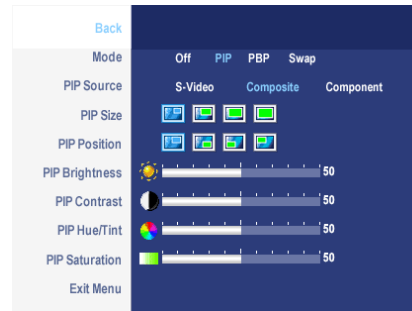 Back
Mode Off PIP PBP Swap
PIP Source S-Video Composite Component
PIP Size
PIP Position
PIP Brightness 50
PIP Contrast 50
PIP Hue/Tint 50
PIP Saturation 50
Exit Menu